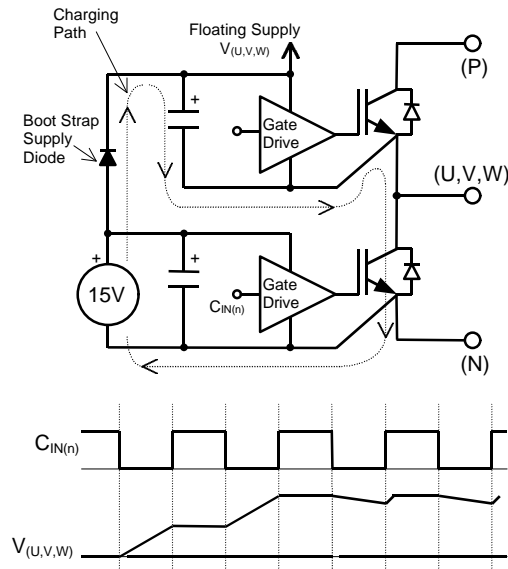 Charging
Path
Floating Supply
V(U,V,W)
(P)
+
Gate
Drive
Boot Strap
Supply
Diode
(U,V,W)
+
+
15V
Gate
Drive
CIN(n)
(N)
CIN(n)
V(U,V,W)